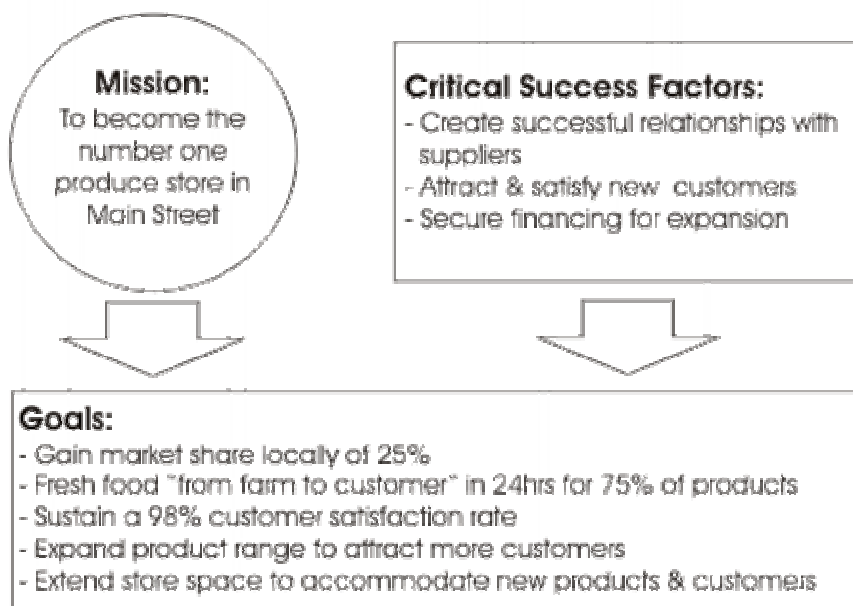 Mission:
To become the
number one
produce store in
Main Street
Critical Success Factors:
- Create successful relationships with
suppliers
- Attract & satisfy new customers
- Secure financing for expansion
Goals:
- Gain market share locally of 25%
- Fresh food "from farm to customer" in 24hrs for 75% of products
- Sustain a 98% customer satisfaction rate
- Expand product range to attract more customers
- Extend store space to accommodate new products & customers